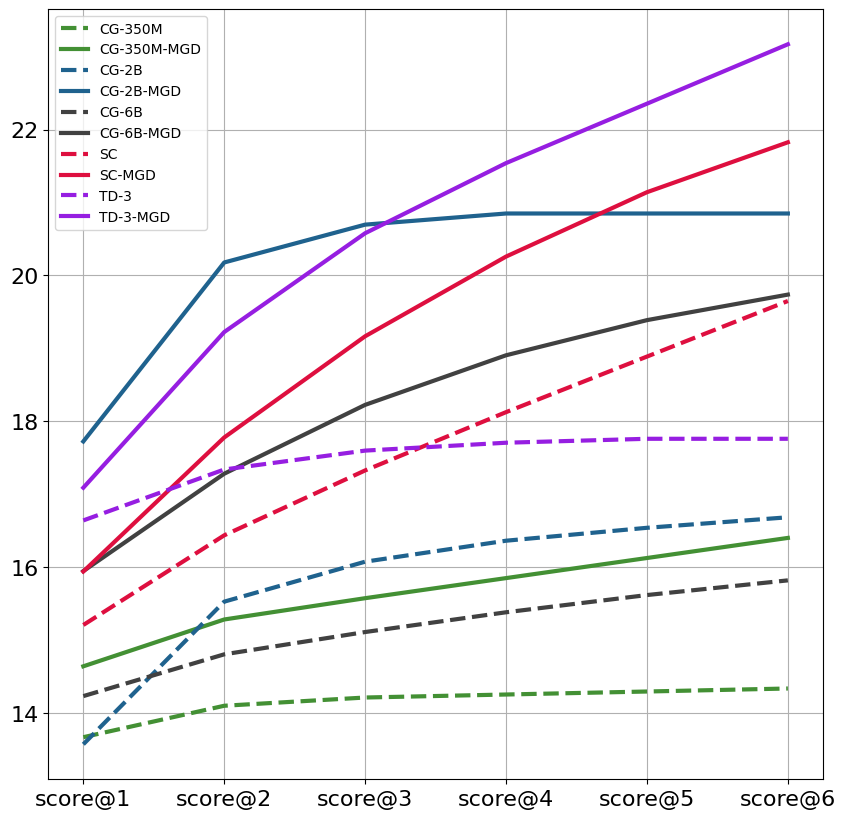 CG-350M
CG-350M-MGD
CG-2B
CG-2B-MGD
CG-6B
CG-6B-MGD
SC
SC-MGD
TD-3
TD-3-MGD
22
20
18
16
14
score@1 score@2 score@3 score@4 score@5 score@6